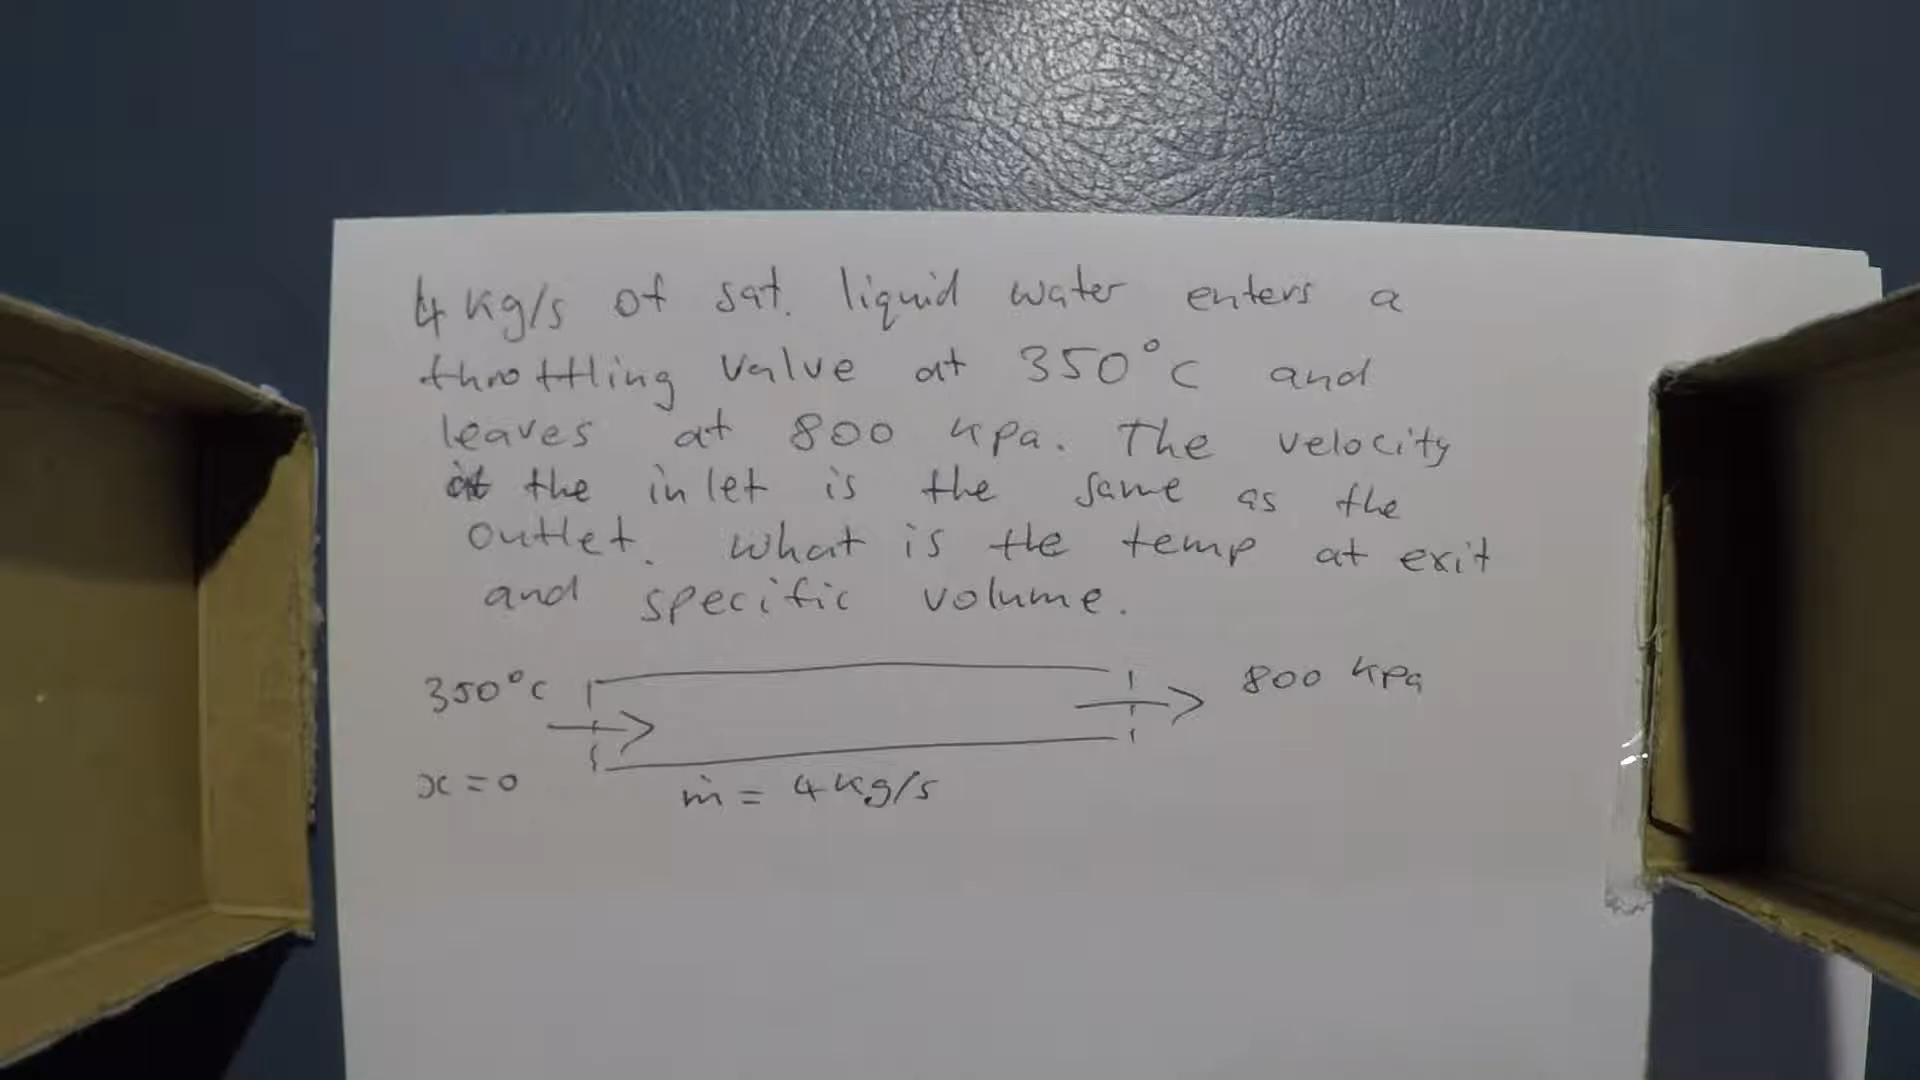 4 kg/s of sat. liquid water enters a
throttling valve at 350°c and
leaves at 800 kpa. The velocity
at the inlet is the same as the
outlet. what is the temp at exit
and specific volume.
350°c
800 kpa
x = 0
ṁ = 4 kg/s